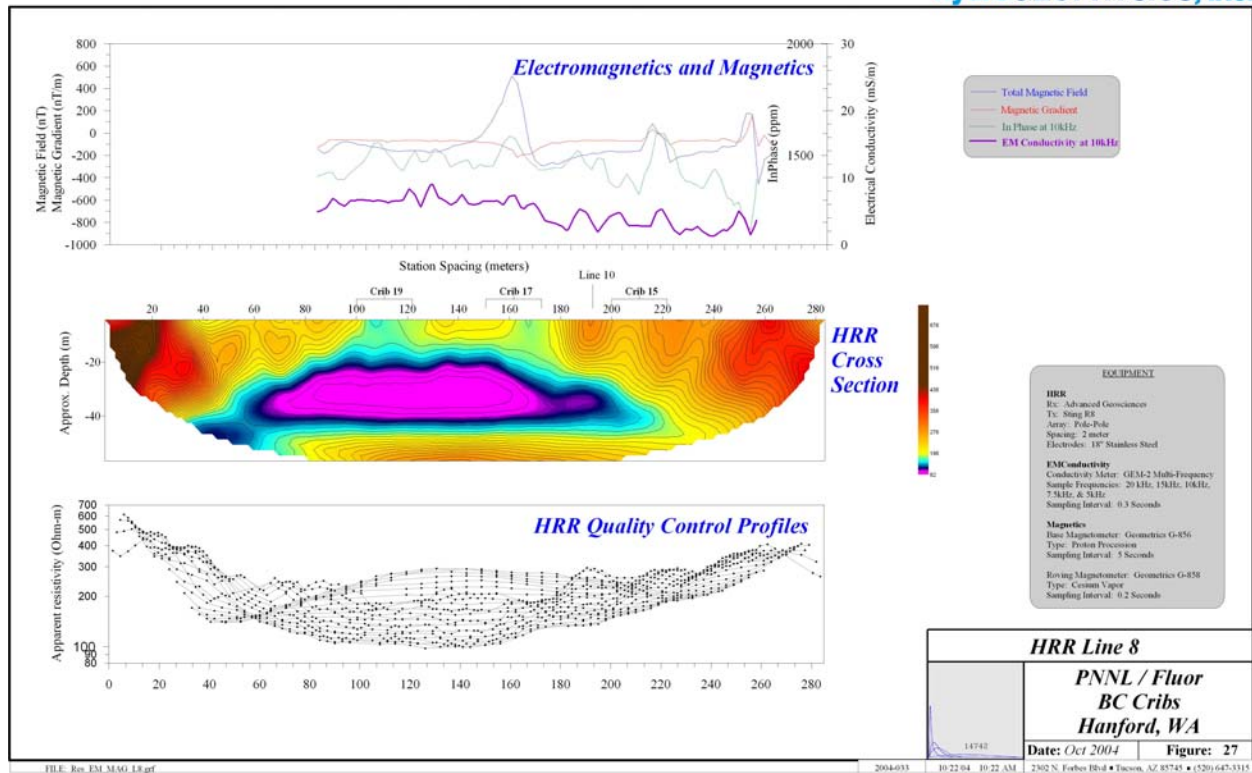 Electromagnetics and Magnetics
800
600
400
200
0
-200
-400
-600
-800
-1000
Magnetic Field (nT)
Magnetic Gradient (nT/m)
2000
1500
InPhase (ppm)
30
20
10
0
Electrical Conductivity (mS/m)
Total Magnetic Field
Magnetic Gradient
In Phase at 10kHz
EM Conductivity at 10kHz
Station Spacing (meters)
Line 10
Crib 19
Crib 17
Crib 15
20 40 60 80 100 120 140 160 180 200 220 240 260 280
-20
-40
Approx. Depth (m)
HRR
Cross
Section
HRR Quality Control Profiles
700
600
500
400
300
200
100
90
80
Apparent resistivity (Ohm-m)
0 20 40 60 80 100 120 140 160 180 200 220 240 260 280
EQUIPMENT
HRR
Rx: Advanced Geosciences
Tx: Sting R8
Array: Pole-Pole
Spacing: 2 meter
Electrodes: 18" Stainless Steel
EMConductivity
Conductivity Meter: GEM-2 Multi-Frequency
Sample Frequencies: 20 kHz, 15kHz, 10kHz,
7.5kHz, & 5kHz
Sampling Interval: 0.3 Seconds
Magnetics
Base Magnetometer: Geometrics G-856
Type: Proton Procession
Sampling Interval: 5 Seconds
Roving Magnetometer: Geometrics G-858
Type: Cesium Vapor
Sampling Interval: 0.2 Seconds
HRR Line 8
PNNL / Fluor
BC Cribs
Hanford, WA
14742
Date: Oct 2004
Figure: 27
FILE: Res_EM_MAG_L8.grf
2004-033
10/22/04 10:22 AM
2302 N. Forbes Blvd ▪ Tucson, AZ 85745 ▪ (520) 647-3315